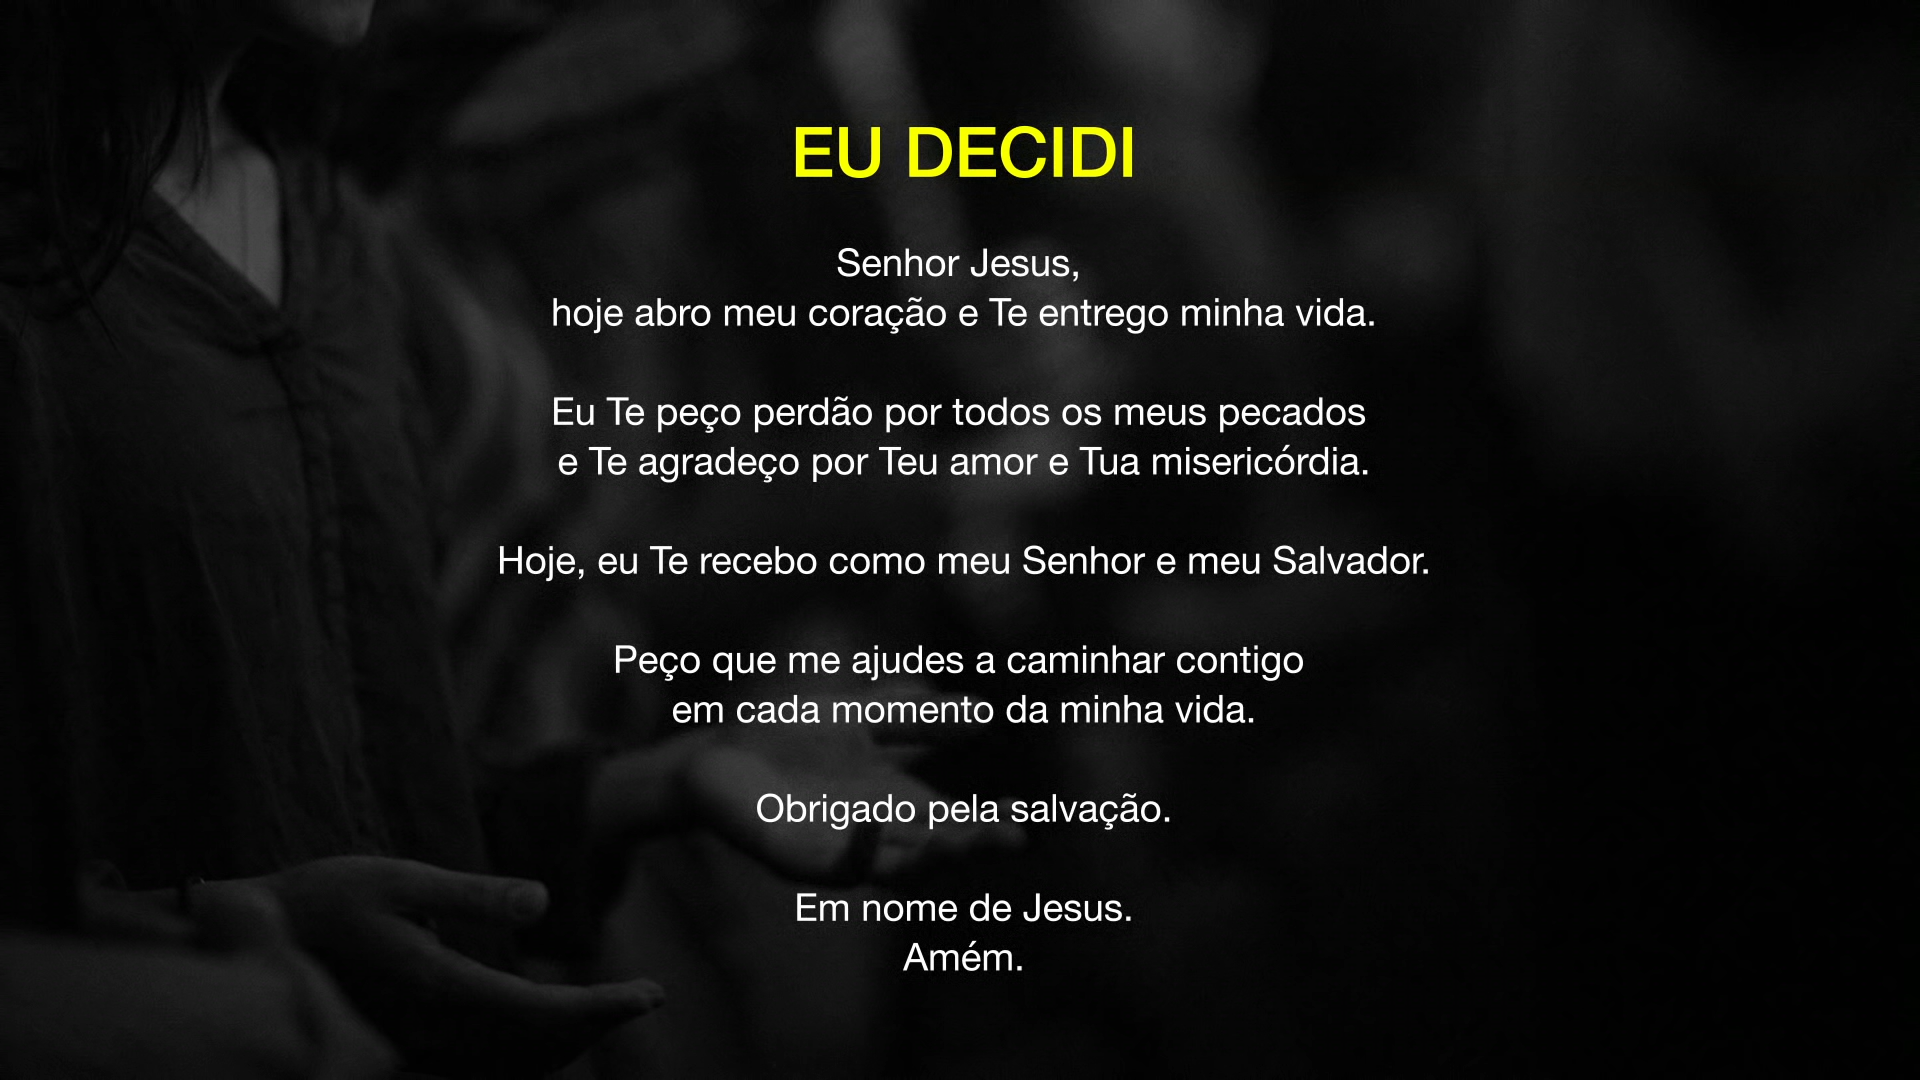 EU DECIDI
Senhor Jesus,
hoje abro meu coração e Te entrego minha vida.
Eu Te peço perdão por todos os meus pecados
e Te agradeço por Teu amor e Tua misericórdia.
Hoje, eu Te recebo como meu Senhor e meu Salvador.
Peço que me ajudes a caminhar contigo
em cada momento da minha vida.
Obrigado pela salvação.
Em nome de Jesus.
Amém.